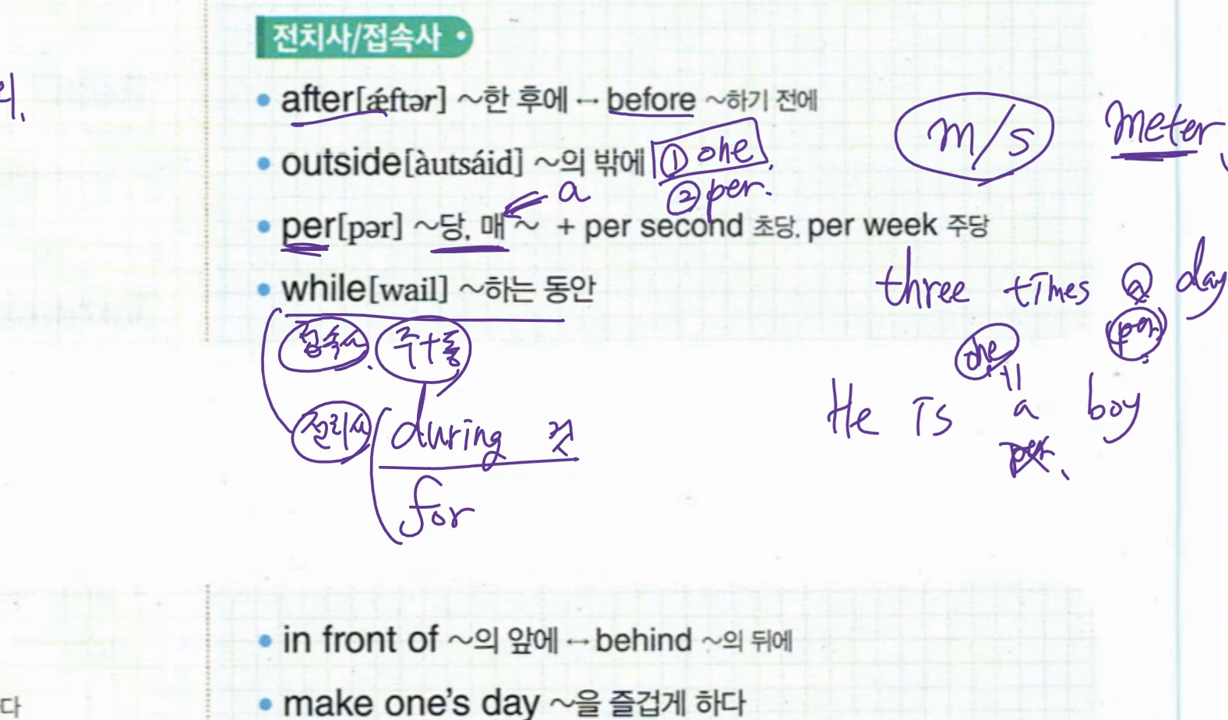 전치사/접속사
after[ǽftər] ~한 후에 ↔ before ~하기 전에
outside[àutsáid] ~의 밖에 ① one
② per.
a
per[pər] ~당, 매~ + per second 초당, per week 주당
while[wail] ~하는 동안
접속사. 주+동
전치사 during 것
for
m/s meter
three times a day
per
one
He is a boy
per
in front of ~의 앞에 ↔ behind ~의 뒤에
make one's day ~을 즐겁게 하다
다